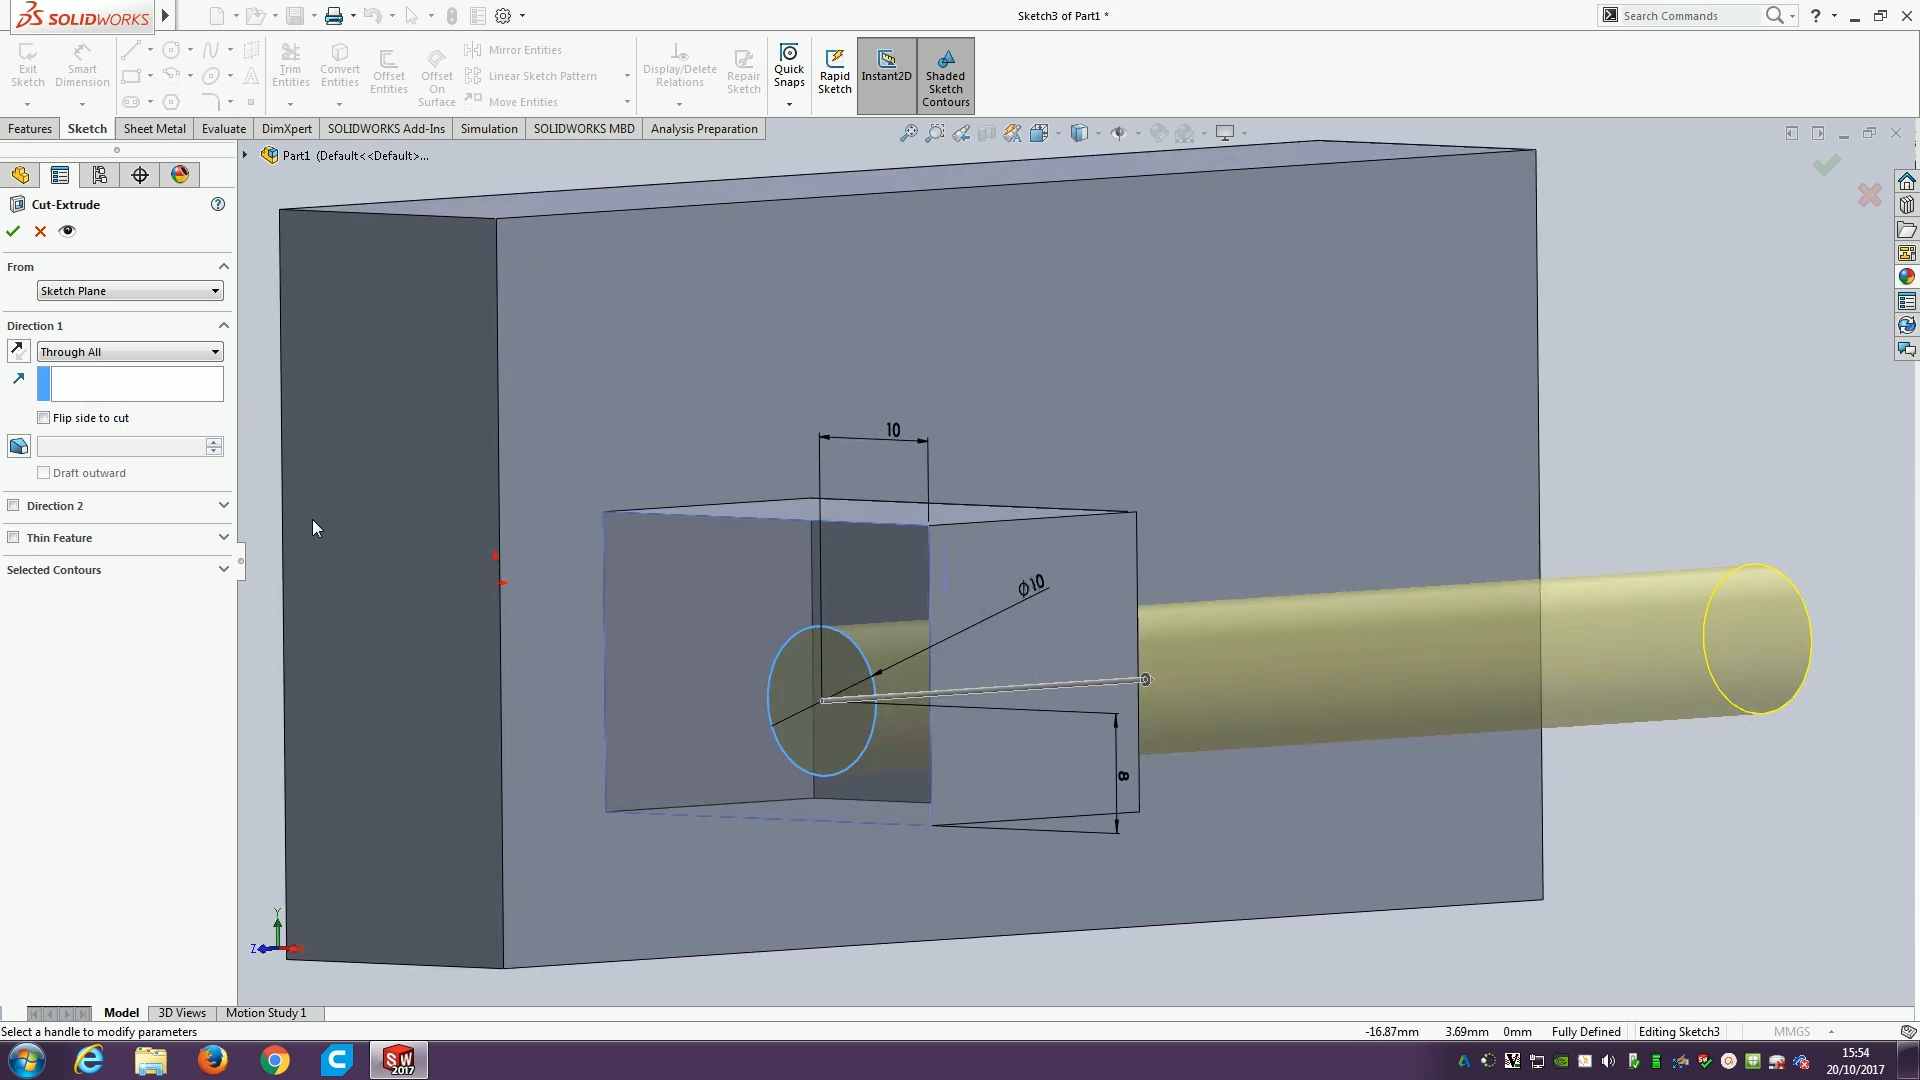 SOLIDWORKS
Sketch3 of Part1 *
Search Commands
Exit Sketch
Smart Dimension
Trim Entities
Convert Entities
Offset Entities
Offset On Surface
Mirror Entities
Linear Sketch Pattern
Move Entities
Display/Delete Relations
Repair Sketch
Quick Snaps
Rapid Sketch
Instant2D
Shaded Sketch Contours
Features
Sketch
Sheet Metal
Evaluate
DimXpert
SOLIDWORKS Add-Ins
Simulation
SOLIDWORKS MBD
Analysis Preparation
Part1 (Default<<Default>...
Cut-Extrude
From
Sketch Plane
Direction 1
Through All
Flip side to cut
Draft outward
Direction 2
Thin Feature
Selected Contours
10
Ø10
8
Y
Z
Model
3D Views
Motion Study 1
Select a handle to modify parameters
-16.87mm
3.69mm
0mm
Fully Defined
Editing Sketch3
MMGS
SW
2017
15:54
20/10/2017